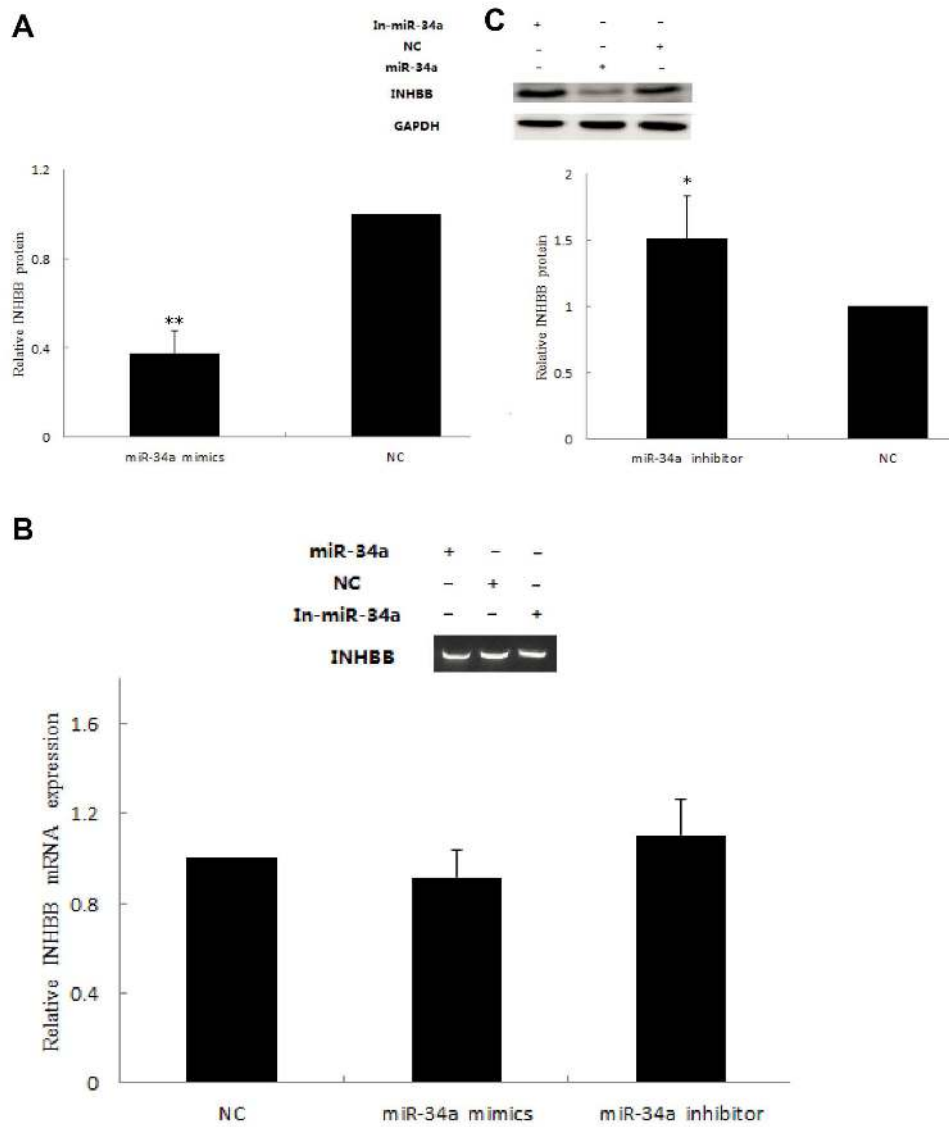 A
C
In-miR-34a + - -
NC - - +
miR-34a - + -
INHBB
GAPDH
Relative INHBB protein
1.2
0.8
0.4
0
**
miR-34a mimics NC
Relative INHBB protein
2
1.5
1
0.5
0
*
miR-34a inhibitor NC
B
miR-34a + - -
NC - + -
In-miR-34a - - +
INHBB
Relative INHBB mRNA expression
1.6
1.2
0.8
0.4
0
NC miR-34a mimics miR-34a inhibitor